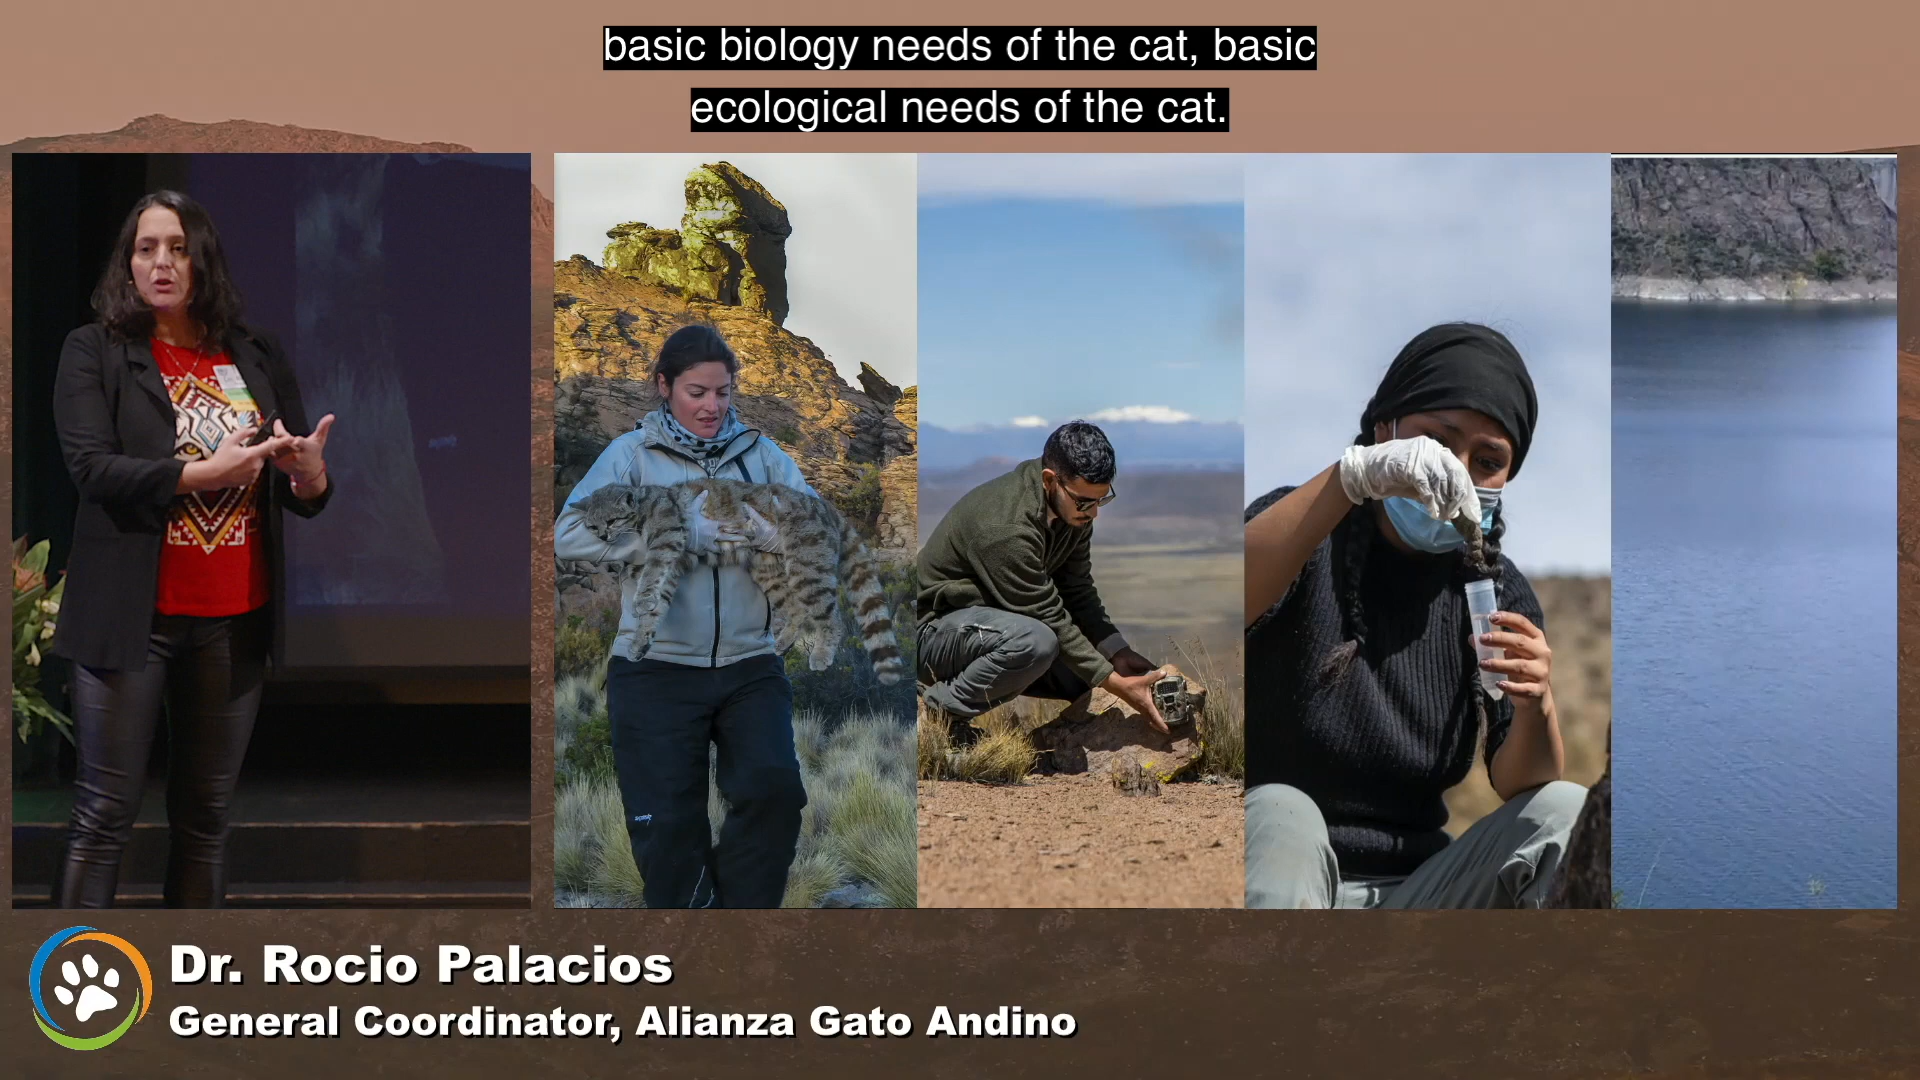 basic biology needs of the cat, basic
ecological needs of the cat.
Dr. Rocio Palacios
General Coordinator, Alianza Gato Andino